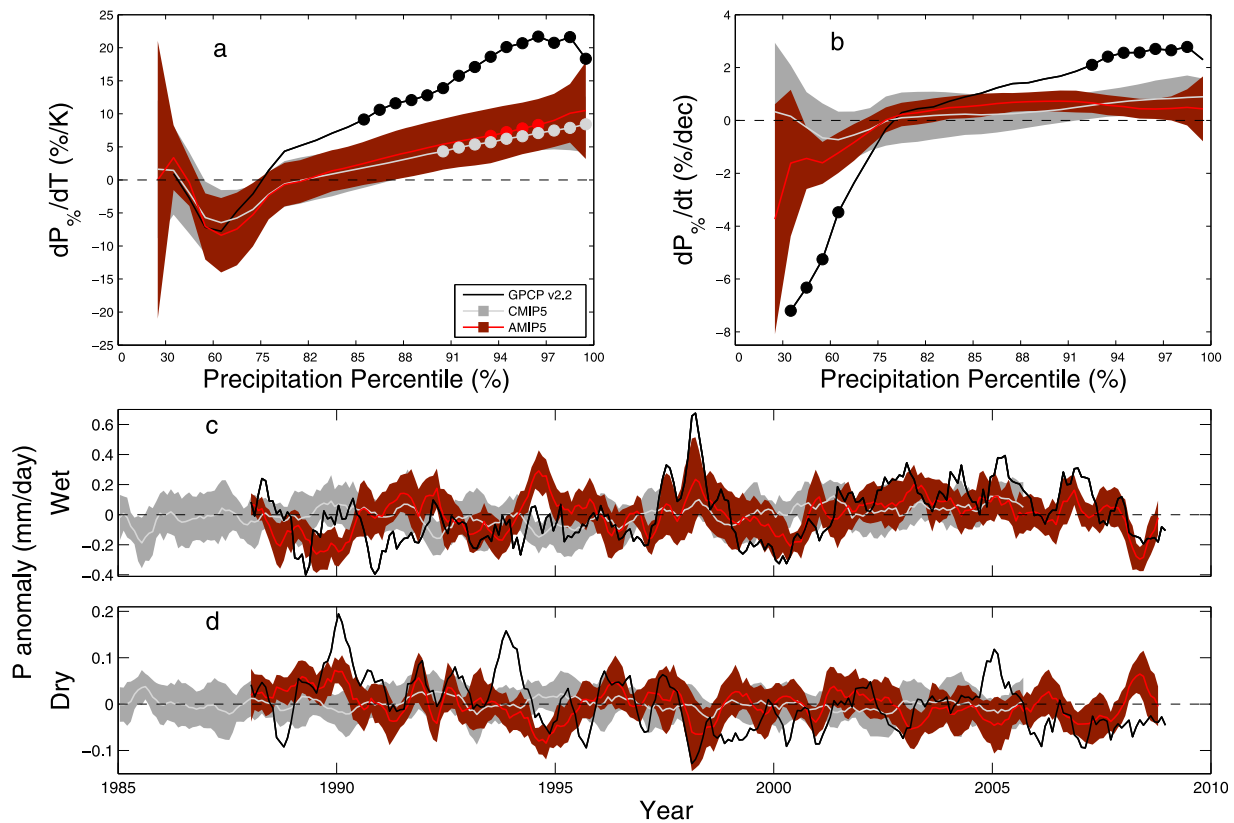 a
25
20
15
10
5
0
−5
−10
−15
−20
−25
dP%/dT (%/K)
0 30 60 75 82 85 88 91 94 97 100
Precipitation Percentile (%)
GPCP v2.2
CMIP5
AMIP5
b
4
2
0
−2
−4
−6
−8
dP%/dt (%/dec)
0 30 60 75 82 85 88 91 94 97 100
Precipitation Percentile (%)
P anomaly (mm/day)
c
Wet
0.6
0.4
0.2
0
−0.2
−0.4
d
Dry
0.2
0.1
0
−0.1
1985 1990 1995 2000 2005 2010
Year